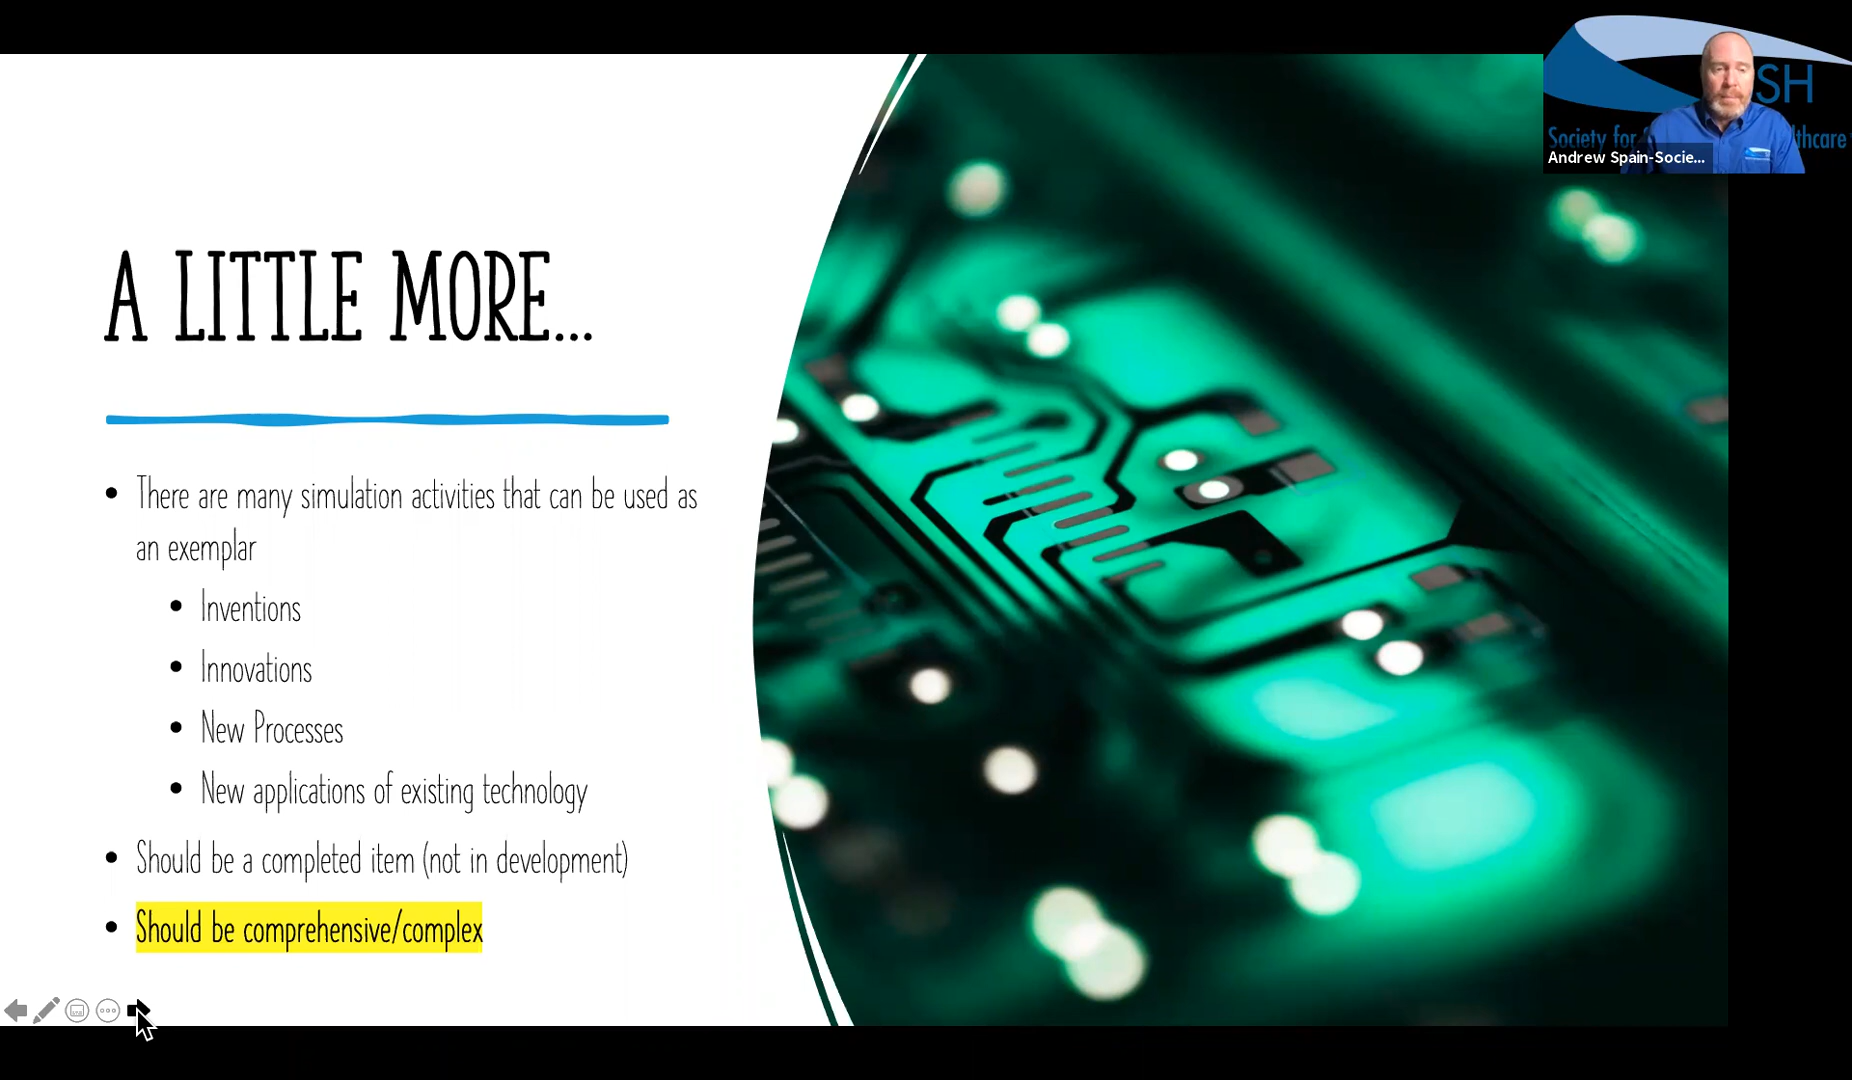 SH
Society for
lthcare
Andrew Spain-Socie...
A LITTLE MORE...
• There are many simulation activities that can be used as
an exemplar
• Inventions
• Innovations
• New Processes
• New applications of existing technology
• Should be a completed item (not in development)
• Should be comprehensive/complex